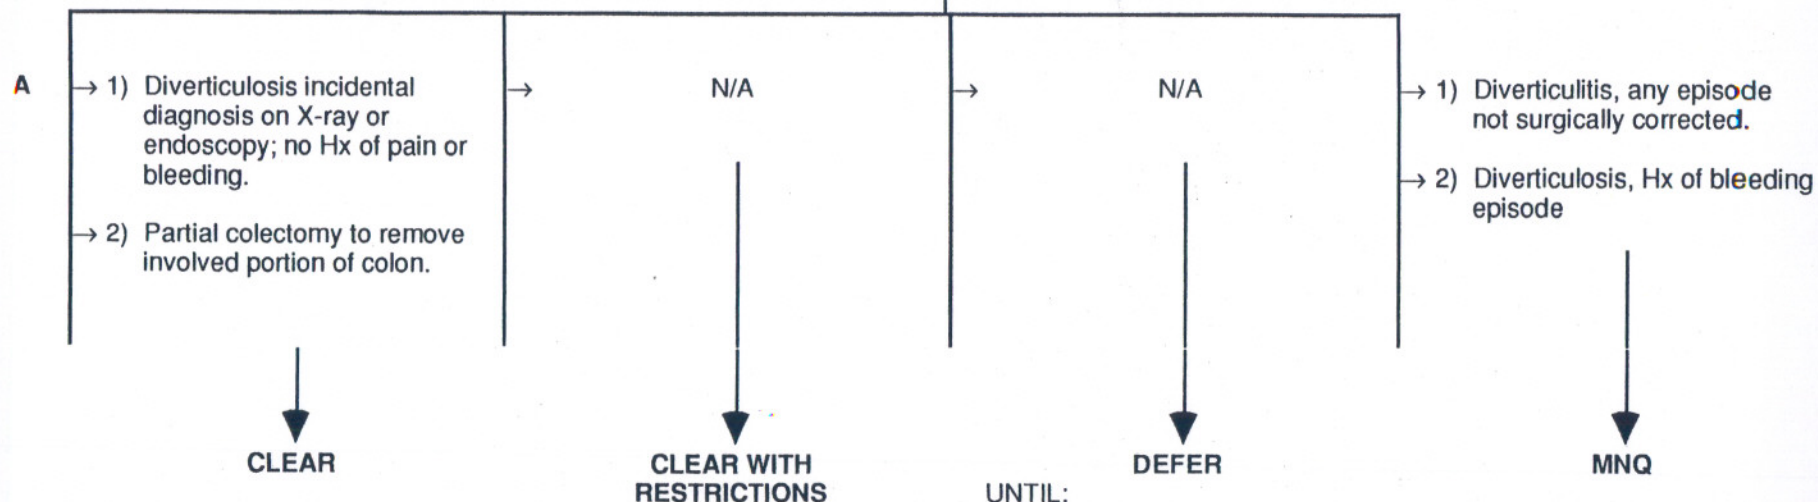 A
→ 1) Diverticulosis incidental
diagnosis on X-ray or
endoscopy; no Hx of pain or
bleeding.
→ 2) Partial colectomy to remove
involved portion of colon.
CLEAR
→ N/A
CLEAR WITH
RESTRICTIONS
→ N/A
DEFER
UNTIL:
→ 1) Diverticulitis, any episode
not surgically corrected.
→ 2) Diverticulosis, Hx of bleeding
episode
MNQ